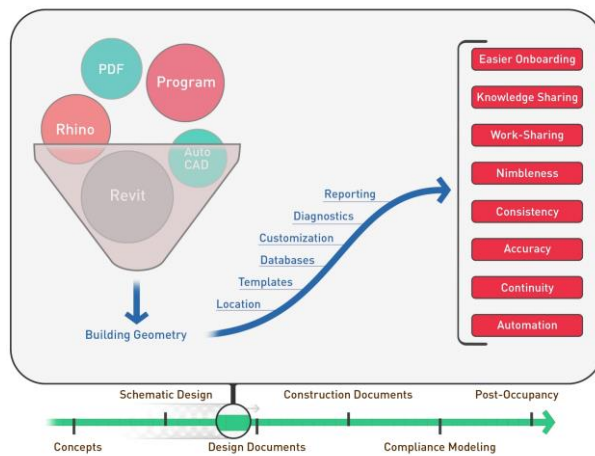 PDF
Program
Rhino
Auto
CAD
Revit
Building Geometry
Reporting
Diagnostics
Customization
Databases
Templates
Location
Easier Onboarding
Knowledge Sharing
Work-Sharing
Nimbleness
Consistency
Accuracy
Continuity
Automation
Schematic Design
Construction Documents
Post-Occupancy
Concepts
Design Documents
Compliance Modeling